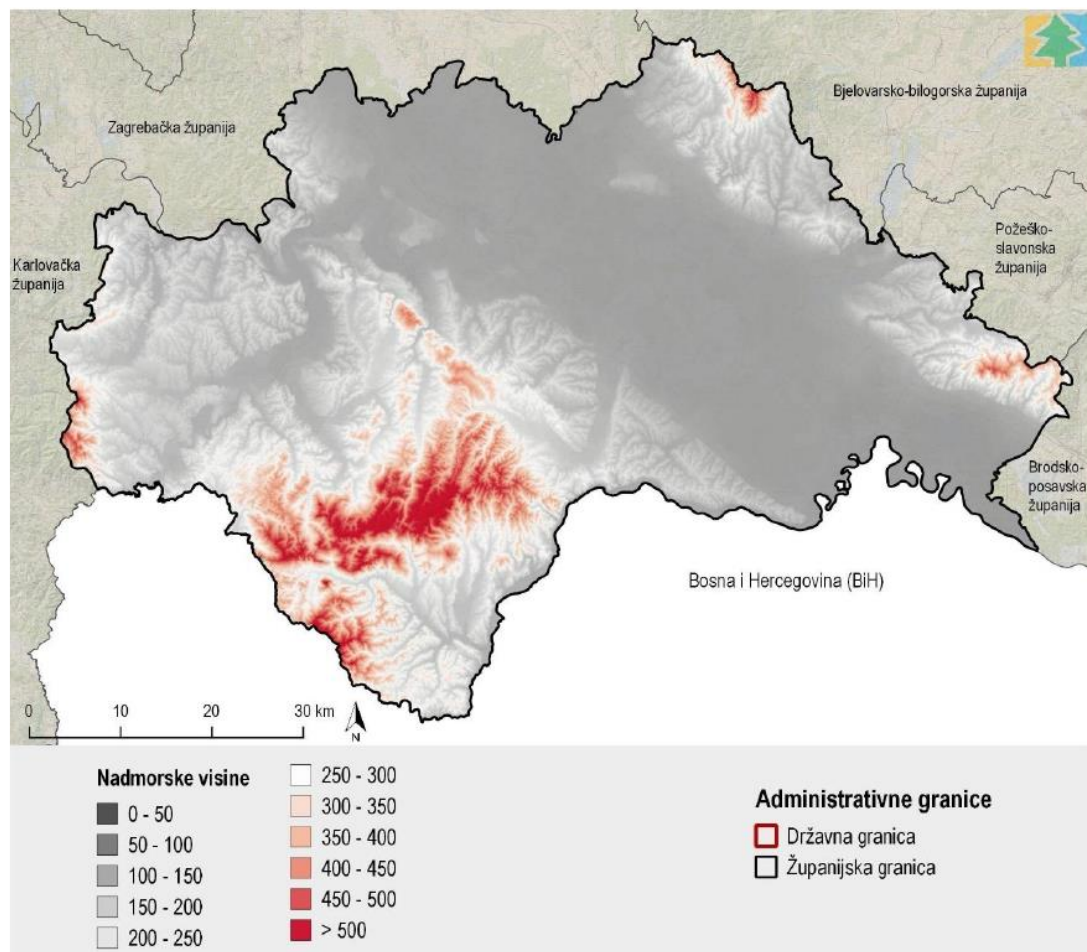 Bjelovarsko-bilogorska županija
Zagrebačka županija
Požeško-
slavonska
županija
Karlovačka
županija
Brodsko-
posavska
županija
Bosna i Hercegovina (BiH)
0 10 20 30 km
N
Nadmorske visine
0 - 50
50 - 100
100 - 150
150 - 200
200 - 250
250 - 300
300 - 350
350 - 400
400 - 450
450 - 500
> 500
Administrativne granice
Državna granica
Županijska granica